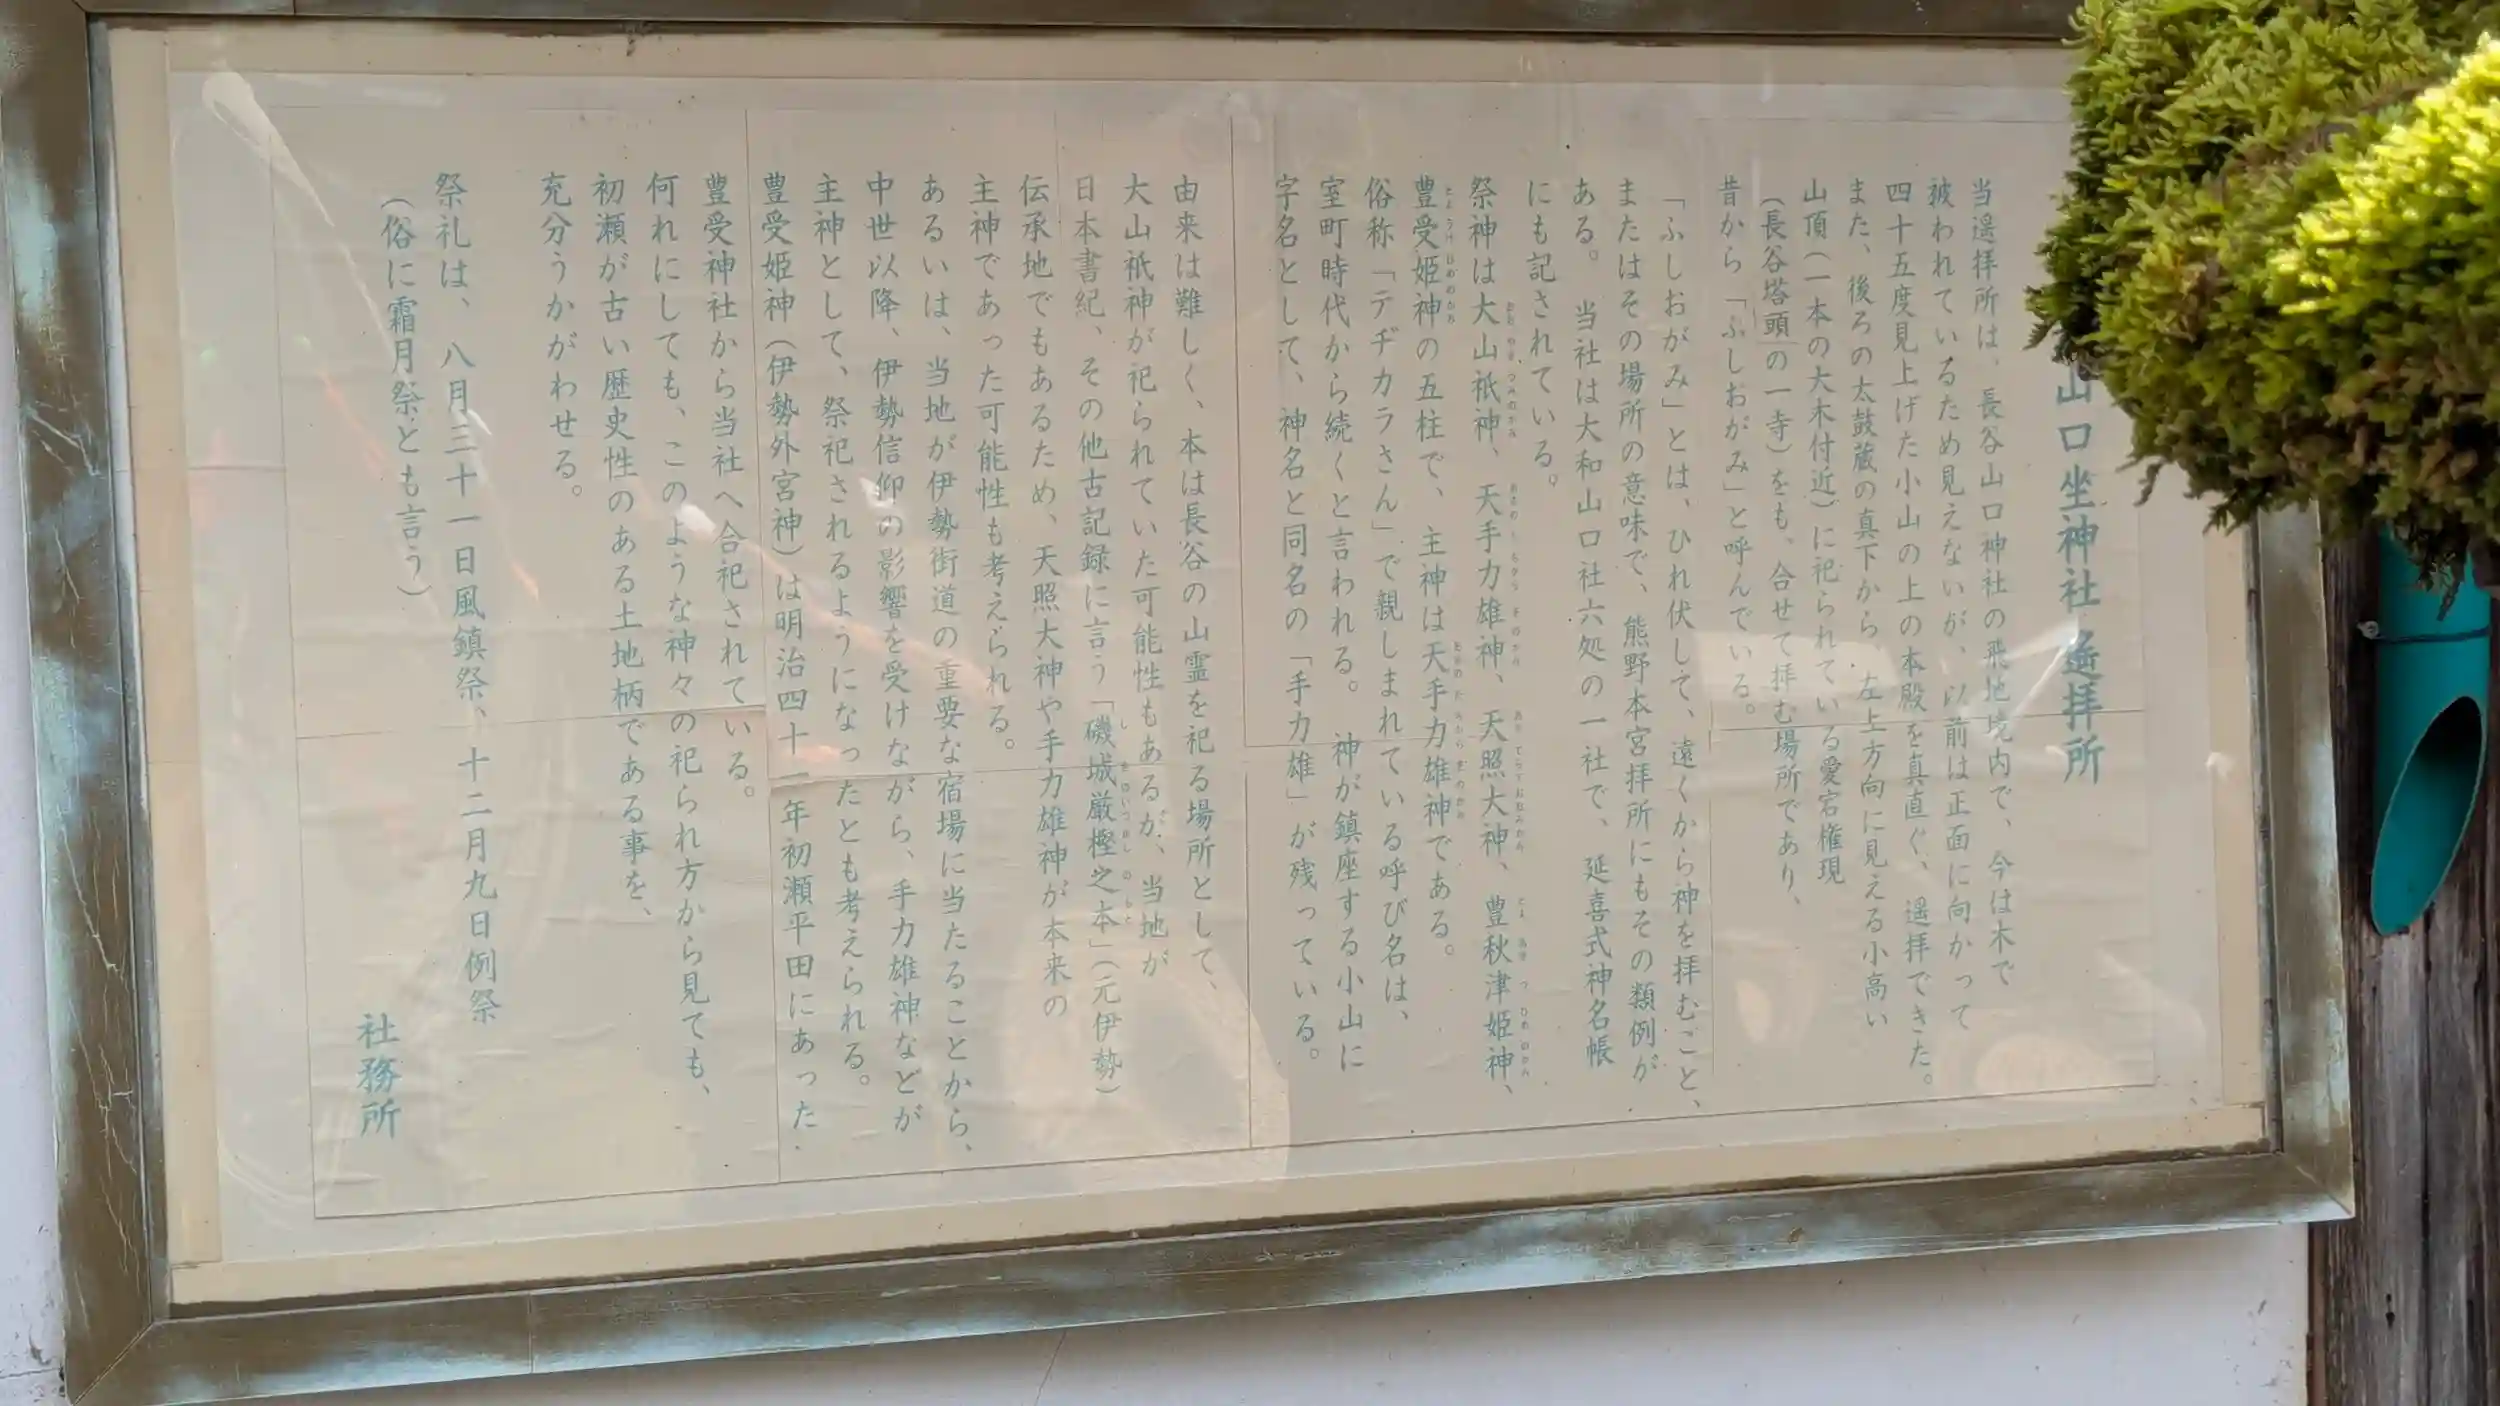 山口坐神社遥拝所
当遥拝所は、長谷山口神社の飛地境内で、今は木で
被われているため見えないが、以前は正面に向かって
四十五度見上げた小山の上の本殿を真直ぐ、遥拝できた。
また、後ろの太鼓蔵の真下から、左上方向に見える小高い
山頂（一本の大木付近）に祀られている愛宕権現
（長谷塔頭の一寺）をも、合せて拝む場所であり、
昔から「ふしおがみ」と呼んでいる。
「ふしおがみ」とは、ひれ伏して、遠くから神を拝むこと、
またはその場所の意味で、熊野本宮拝所にもその類例が
ある。当社は大和山口社六処の一社で、延喜式神名帳
にも記されている。
祭神は大山祇神、天手力雄神、天照大神、豊秋津姫神、
豊受姫神の五柱で、主神は天手力雄神である。
俗称「テヂカラさん」で親しまれている呼び名は、
室町時代から続くと言われる。神が鎮座する小山に
字名として、神名と同名の「手力雄」が残っている。
由来は難しく、本は長谷の山霊を祀る場所として、
大山祇神が祀られていた可能性もあるが、当地が
日本書紀、その他古記録に言う「磯城厳樫之本」（元伊勢）
伝承地でもあるため、天照大神や手力雄神が本来の
主神であった可能性も考えられる。
あるいは、当地が伊勢街道の重要な宿場に当たることから、
中世以降、伊勢信仰の影響を受けながら、手力雄神などが
主神として、祭祀されるようになったとも考えられる。
豊受姫神（伊勢外宮神）は明治四十一年初瀬平田にあった
豊受神社から当社へ合祀されている。
何れにしても、このような神々の祀られ方から見ても、
初瀬が古い歴史性のある土地柄である事を、
充分うかがわせる。
祭礼は、八月三十一日風鎮祭、十二月九日例祭
（俗に霜月祭とも言う）
社務所